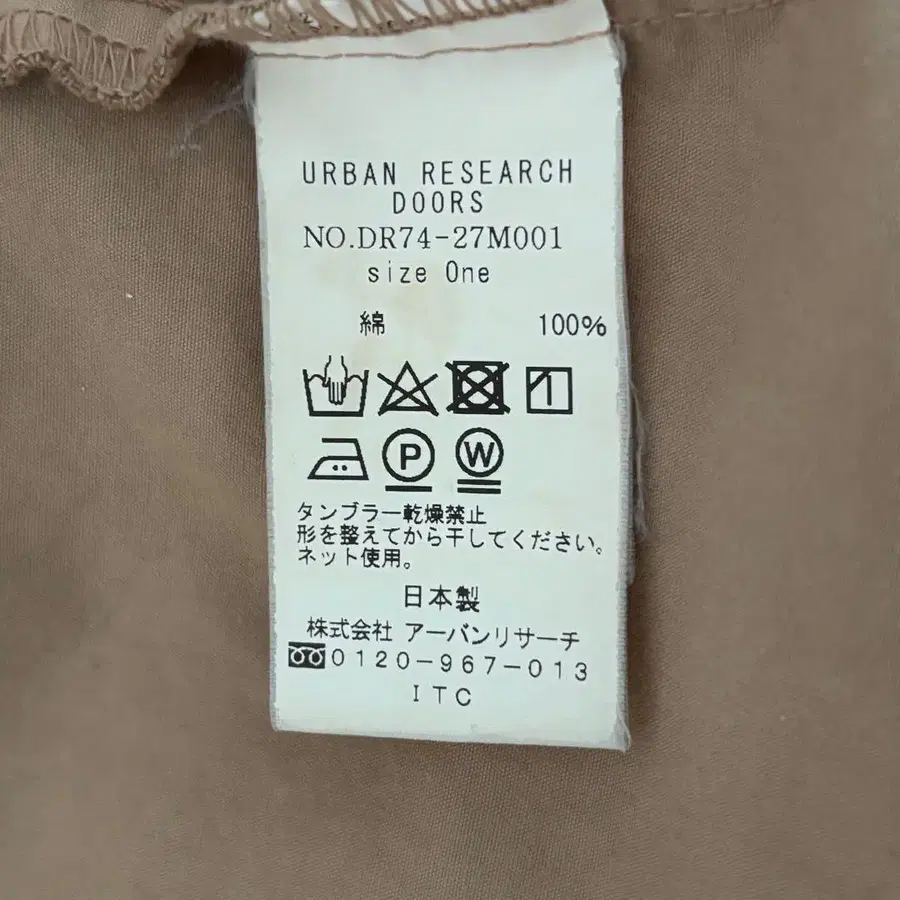 URBAN RESEARCH
DOORS
NO.DR74-27M001
size One
綿 100%
P W
タンブラー乾燥禁止
形を整えてから干してください。
ネット使用。
日本製
株式会社 アーバンリサーチ
0120-967-013
ITC